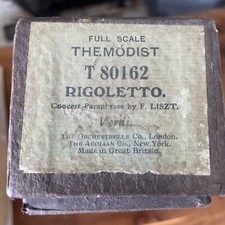 FULL SCALE
THEMODIST
T 80162
RIGOLETTO.
Concert Paraphrase by F. LISZT.
Verdi.
THE ORCHESTRELLE CO., London.
THE AEOLIAN CO., New York.
Made in Great Britain.